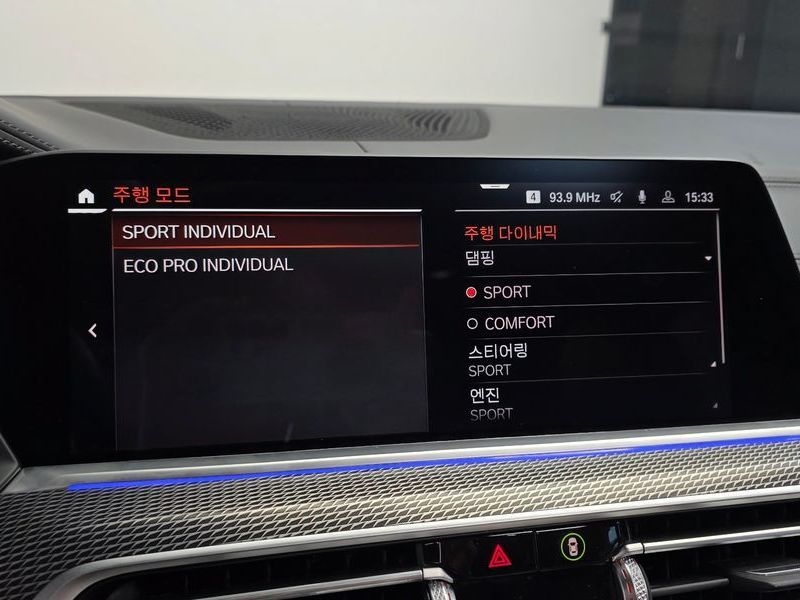 주행 모드
4 93.9 MHz 15:33
SPORT INDIVIDUAL
ECO PRO INDIVIDUAL
주행 다이내믹
댐핑
SPORT
COMFORT
스티어링
SPORT
엔진
SPORT